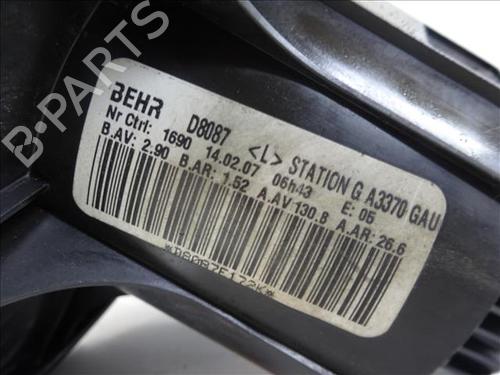 BEHR D8087 <L> STATION G A3370 GAU
Nr Ctrl: 1690 14.02.07 06h43 E: 05
B.AV: 2.90 B.AR: 1.52 A.AV 130.8 A.AR: 26.6
*D8087E172K*
B-PARTS